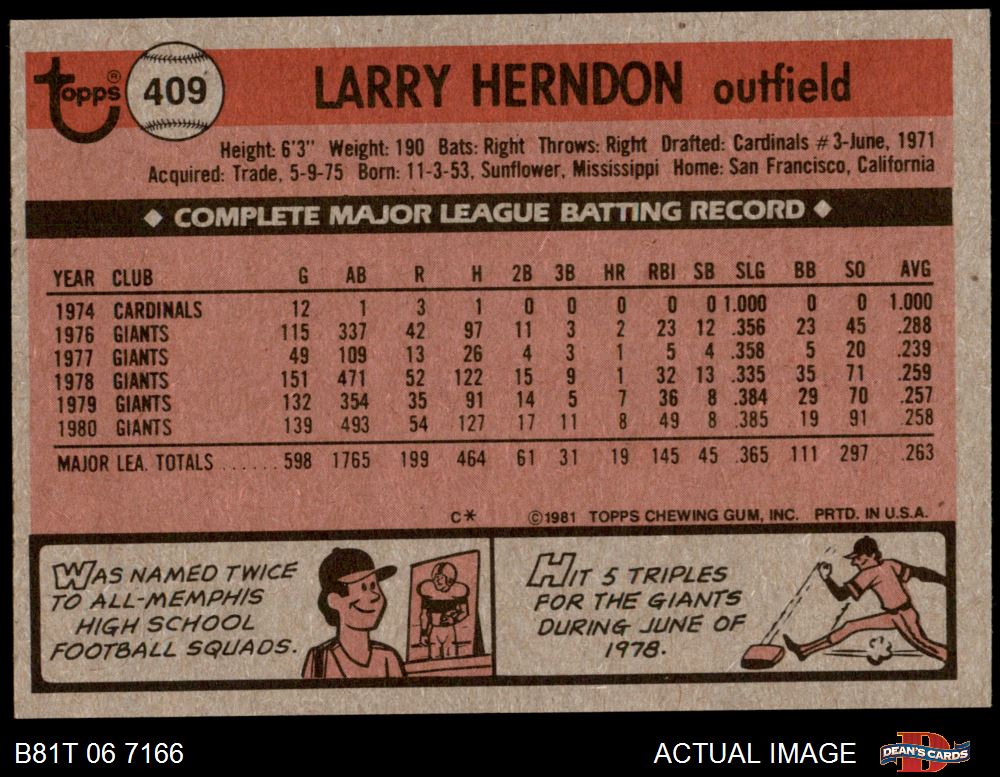 topps® 409 LARRY HERNDON outfield
Height: 6'3" Weight: 190 Bats: Right Throws: Right Drafted: Cardinals #3-June, 1971
Acquired: Trade, 5-9-75 Born: 11-3-53, Sunflower, Mississippi Home: San Francisco, California
◆ COMPLETE MAJOR LEAGUE BATTING RECORD ◆
YEAR CLUB G AB R H 2B 3B HR RBI SB SLG BB SO AVG
1974 CARDINALS 12 1 3 1 0 0 0 0 0 1.000 0 0 1.000
1976 GIANTS 115 337 42 97 11 3 2 23 12 .356 23 45 .288
1977 GIANTS 49 109 13 26 4 3 1 5 4 .358 5 20 .239
1978 GIANTS 151 471 52 122 15 9 1 32 13 .335 35 71 .259
1979 GIANTS 132 354 35 91 14 5 7 36 8 .384 29 70 .257
1980 GIANTS 139 493 54 127 17 11 8 49 8 .385 19 91 .258
MAJOR LEA. TOTALS ...... 598 1765 199 464 61 31 19 145 45 .365 111 297 .263
C* ©1981 TOPPS CHEWING GUM, INC. PRTD. IN U.S.A.
WAS NAMED TWICE
TO ALL-MEMPHIS
HIGH SCHOOL
FOOTBALL SQUADS.
HIT 5 TRIPLES
FOR THE GIANTS
DURING JUNE OF
1978.
B81T 06 7166 ACTUAL IMAGE DEAN'S CARDS